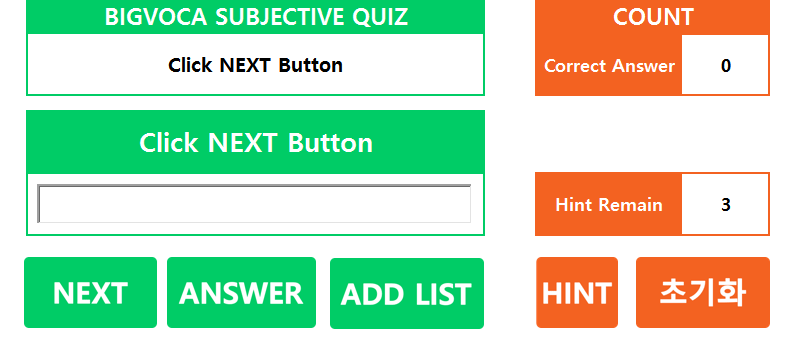 BIGVOCA SUBJECTIVE QUIZ
Click NEXT Button
COUNT
Correct Answer 0
Click NEXT Button
Hint Remain 3
NEXT
ANSWER
ADD LIST
HINT
초기화